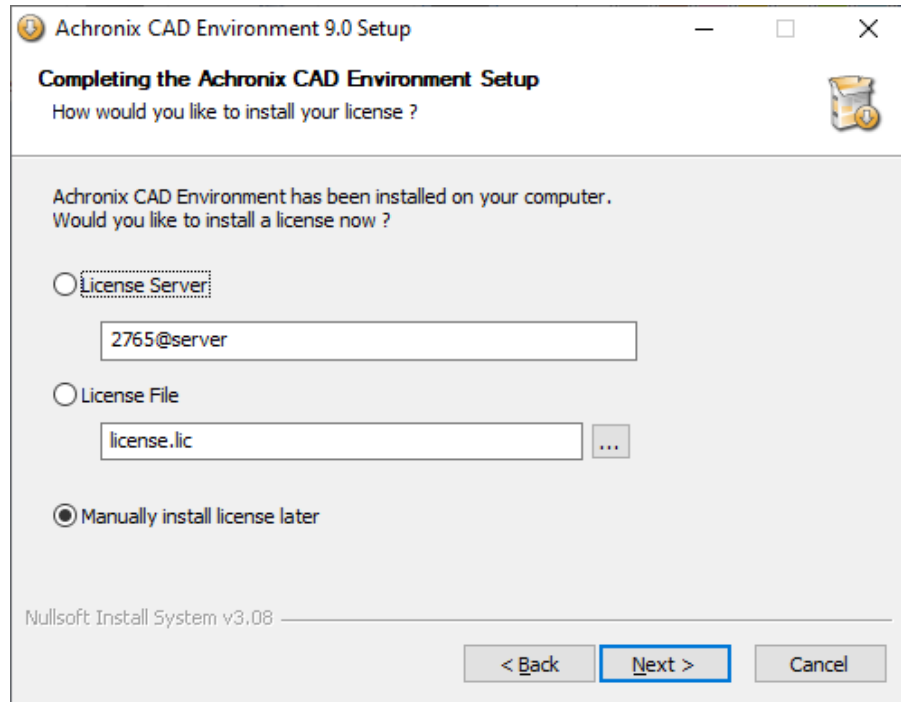 Achronix CAD Environment 9.0 Setup
Completing the Achronix CAD Environment Setup
How would you like to install your license ?
Achronix CAD Environment has been installed on your computer.
Would you like to install a license now ?
License Server
2765@server
License File
license.lic
...
Manually install license later
Nullsoft Install System v3.08
< Back
Next >
Cancel